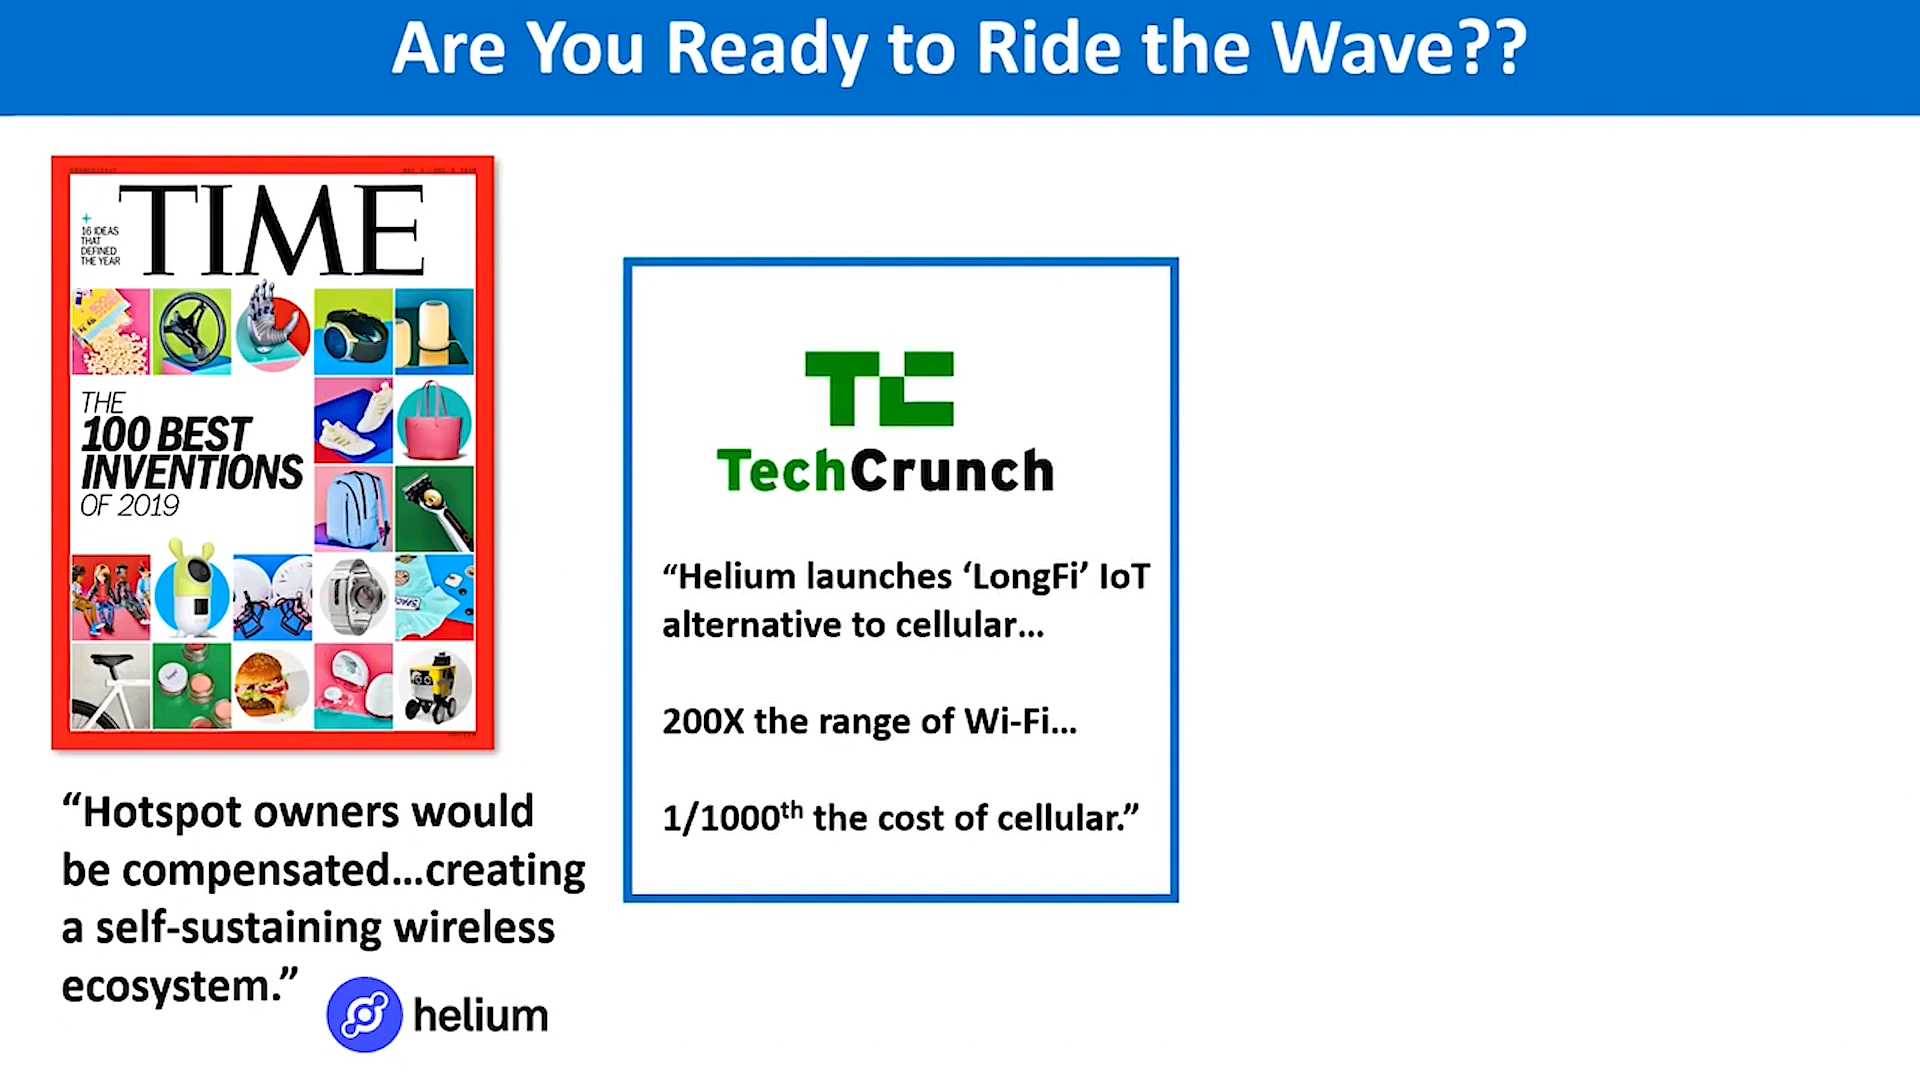 Are You Ready to Ride the Wave??
TIME
+
16 IDEAS
THAT
DEFINED
THE YEAR
THE
100 BEST
INVENTIONS
OF 2019
“Hotspot owners would
be compensated...creating
a self-sustaining wireless
ecosystem.”
helium
TC
TechCrunch
“Helium launches ‘LongFi’ IoT
alternative to cellular...
200X the range of Wi-Fi...
1/1000th the cost of cellular.”